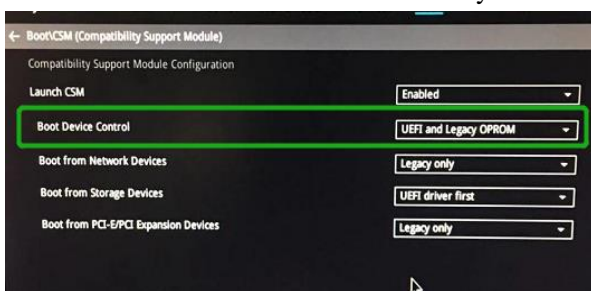 ← Boot\CSM (Compatibility Support Module)
Compatibility Support Module Configuration
Launch CSM Enabled
Boot Device Control UEFI and Legacy OPROM
Boot from Network Devices Legacy only
Boot from Storage Devices UEFI driver first
Boot from PCI-E/PCI Expansion Devices Legacy only